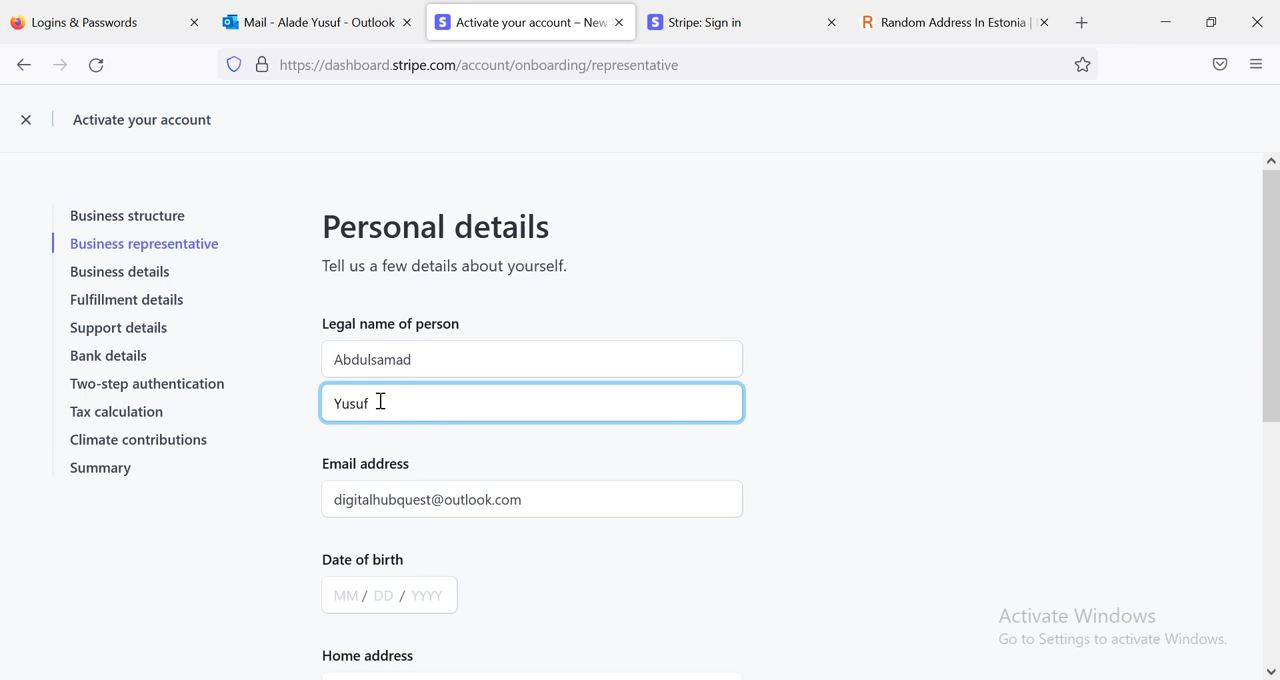 Logins & Passwords
Mail - Alade Yusuf - Outlook
Activate your account – New
Stripe: Sign in
Random Address In Estonia |
https://dashboard.stripe.com/account/onboarding/representative
Activate your account
Business structure
Business representative
Business details
Fulfillment details
Support details
Bank details
Two-step authentication
Tax calculation
Climate contributions
Summary
Personal details
Tell us a few details about yourself.
Legal name of person
Abdulsamad
Yusuf
Email address
digitalhubquest@outlook.com
Date of birth
MM / DD / YYYY
Home address
Activate Windows
Go to Settings to activate Windows.